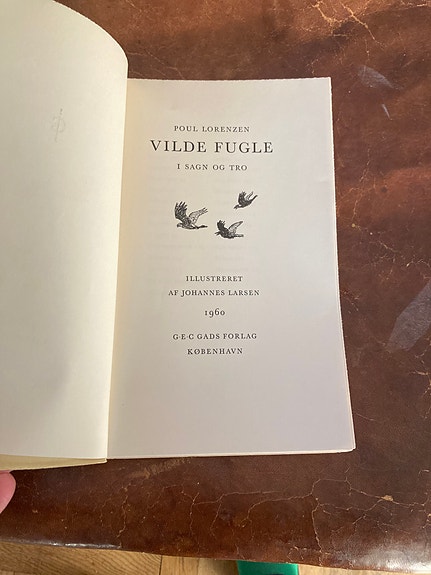 POUL LORENZEN
VILDE FUGLE
I SAGN OG TRO
ILLUSTRERET
AF JOHANNES LARSEN
1960
G·E·C GADS FORLAG
KØBENHAVN